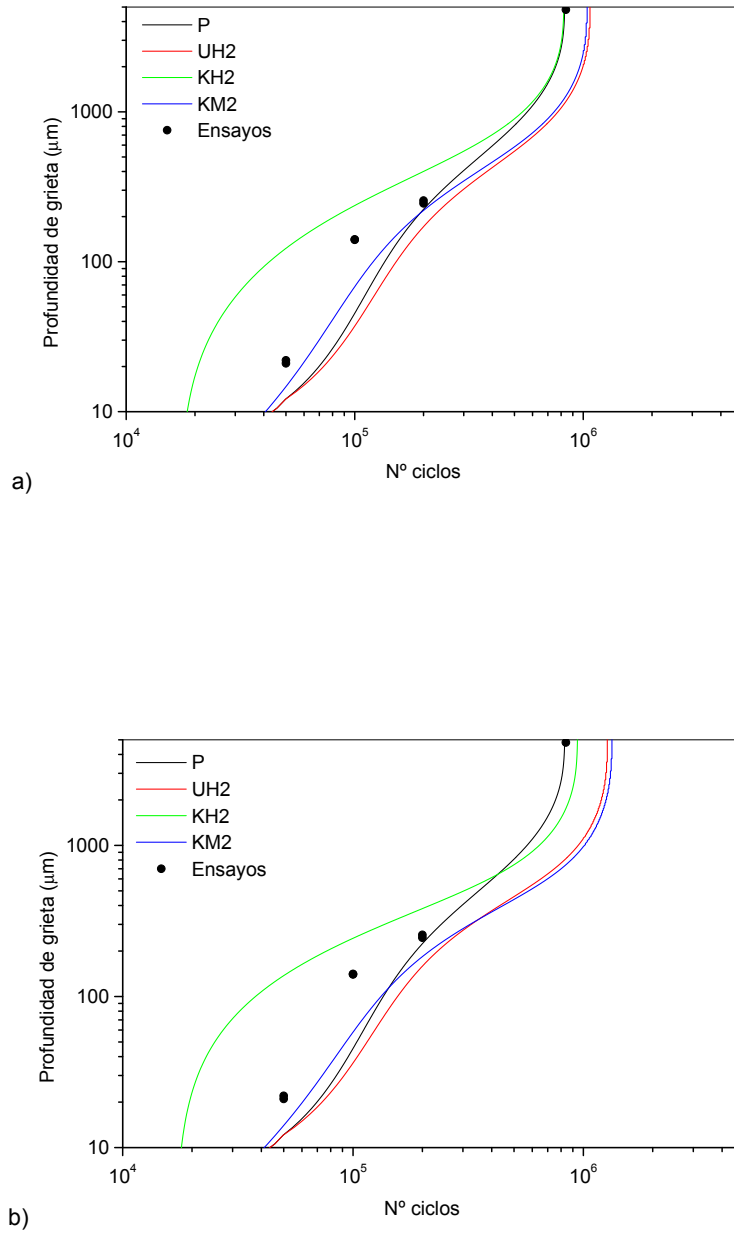 P
UH2
KH2
KM2
Ensayos
Profundidad de grieta (μm)
1000
100
10
10⁴
10⁵
10⁶
Nº ciclos
a)
P
UH2
KH2
KM2
Ensayos
Profundidad de grieta (μm)
1000
100
10
10⁴
10⁵
10⁶
Nº ciclos
b)